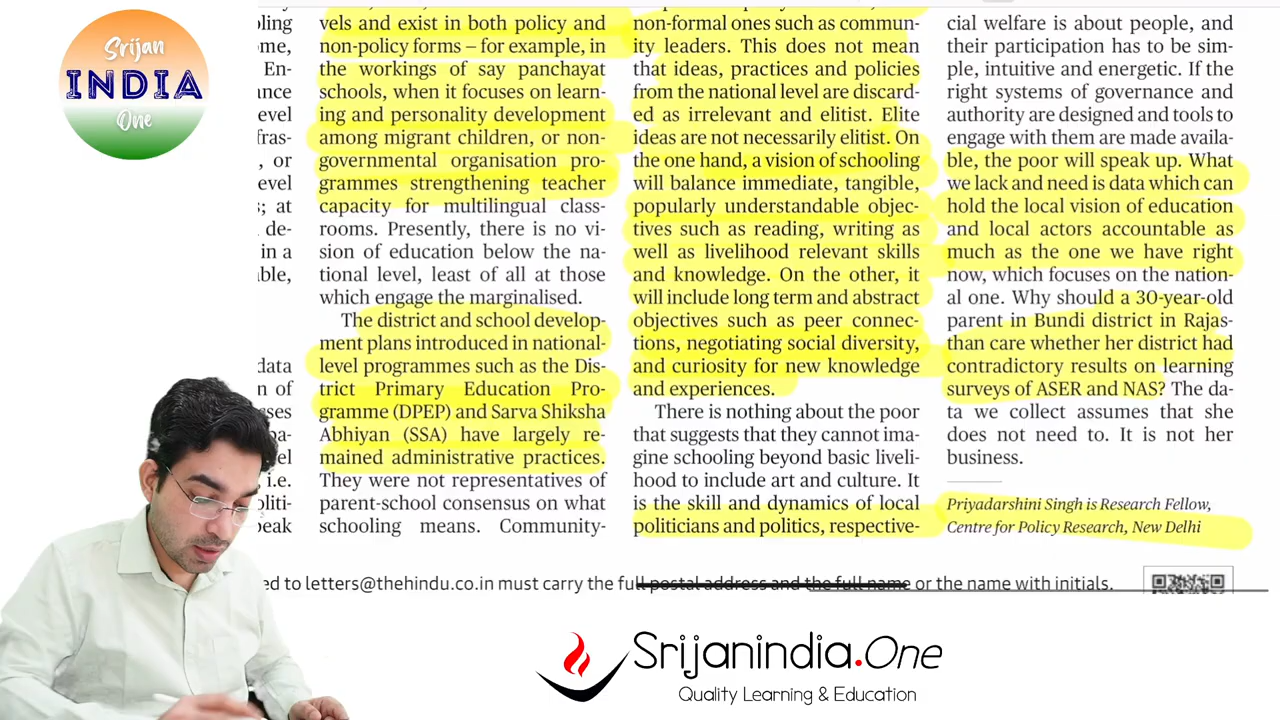 Srijan
INDIA
One
ling
ome,
En-
ance
evel
fras-
, or
evel
s; at
. de-
in a
ble,
data
n of
sses
pa-
el
i.e.
oliti-
peak
vels and exist in both policy and
non-policy forms – for example, in
the workings of say panchayat
schools, when it focuses on learn-
ing and personality development
among migrant children, or non-
governmental organisation pro-
grammes strengthening teacher
capacity for multilingual class-
rooms. Presently, there is no vi-
sion of education below the na-
tional level, least of all at those
which engage the marginalised.
The district and school develop-
ment plans introduced in national-
level programmes such as the Dis-
trict Primary Education Pro-
gramme (DPEP) and Sarva Shiksha
Abhiyan (SSA) have largely re-
mained administrative practices.
They were not representatives of
parent-school consensus on what
schooling means. Community-
non-formal ones such as commun-
ity leaders. This does not mean
that ideas, practices and policies
from the national level are discard-
ed as irrelevant and elitist. Elite
ideas are not necessarily elitist. On
the one hand, a vision of schooling
will balance immediate, tangible,
popularly understandable objec-
tives such as reading, writing as
well as livelihood relevant skills
and knowledge. On the other, it
will include long term and abstract
objectives such as peer connec-
tions, negotiating social diversity,
and curiosity for new knowledge
and experiences.
There is nothing about the poor
that suggests that they cannot ima-
gine schooling beyond basic liveli-
hood to include art and culture. It
is the skill and dynamics of local
politicians and politics, respective-
cial welfare is about people, and
their participation has to be sim-
ple, intuitive and energetic. If the
right systems of governance and
authority are designed and tools to
engage with them are made availa-
ble, the poor will speak up. What
we lack and need is data which can
hold the local vision of education
and local actors accountable as
much as the one we have right
now, which focuses on the nation-
al one. Why should a 30-year-old
parent in Bundi district in Rajas-
than care whether her district had
contradictory results on learning
surveys of ASER and NAS? The da-
ta we collect assumes that she
does not need to. It is not her
business.
Priyadarshini Singh is Research Fellow,
Centre for Policy Research, New Delhi
ed to letters@thehindu.co.in must carry the full postal address and the full name or the name with initials.
Srijanindia.One
Quality Learning & Education